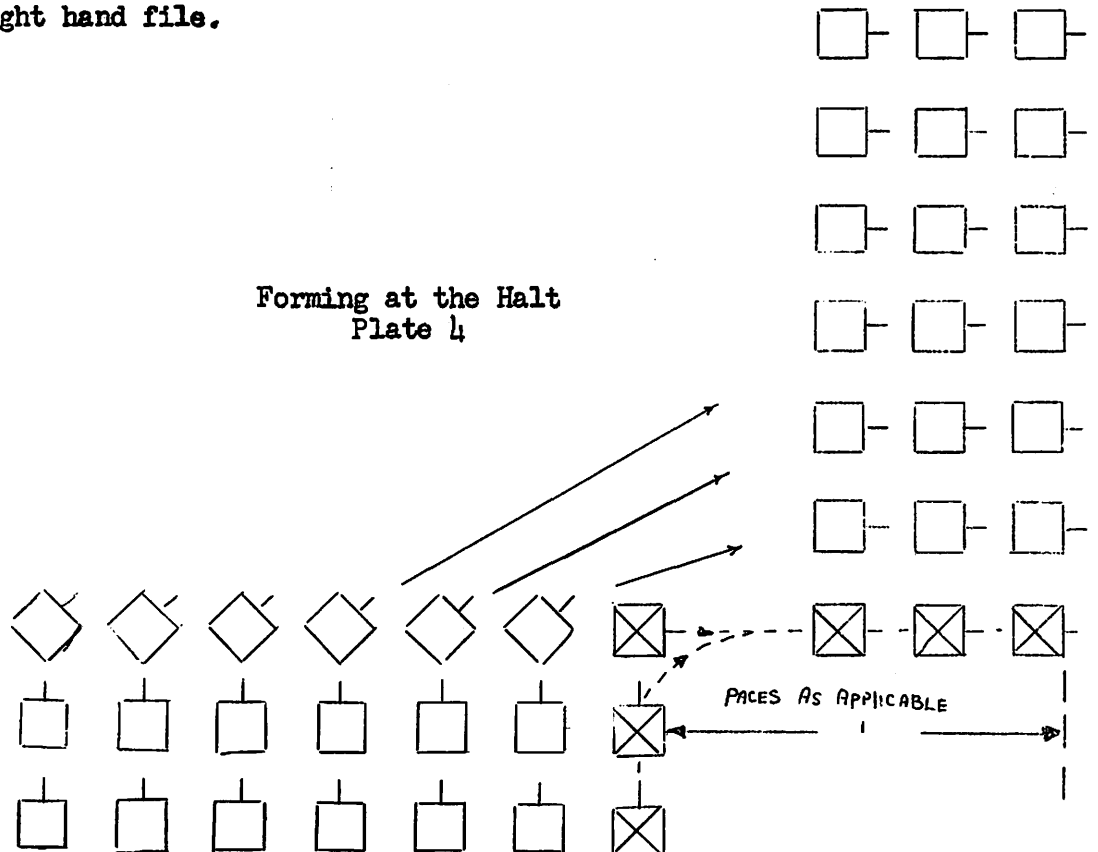 ght hand file.
Forming at the Halt
Plate 4
PACES AS APPLICABLE